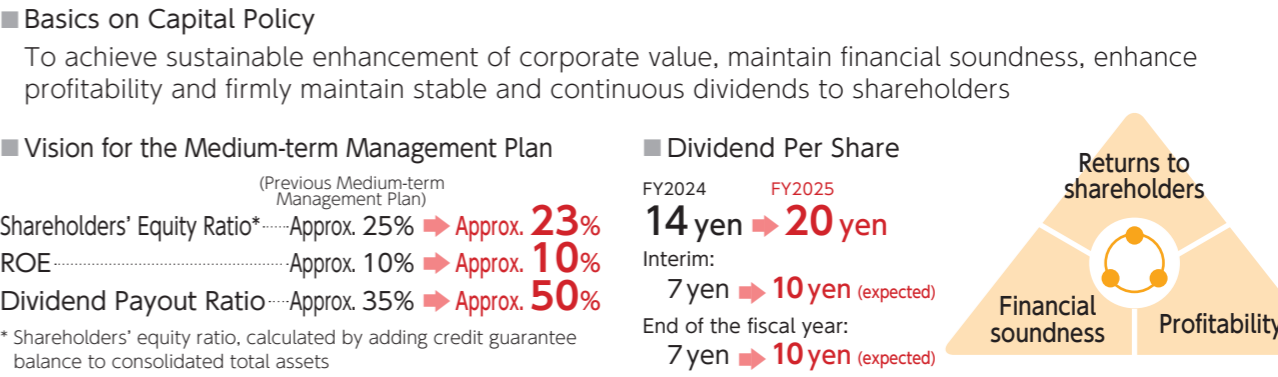 ■ Basics on Capital Policy
To achieve sustainable enhancement of corporate value, maintain financial soundness, enhance
profitability and firmly maintain stable and continuous dividends to shareholders
■ Vision for the Medium-term Management Plan
(Previous Medium-term
Management Plan)
Shareholders' Equity Ratio* Approx. 25% Approx. 23%
ROE Approx. 10% Approx. 10%
Dividend Payout Ratio Approx. 35% Approx. 50%
* Shareholders' equity ratio, calculated by adding credit guarantee
balance to consolidated total assets
■ Dividend Per Share
FY2024 FY2025
14 yen 20 yen
Interim:
7 yen 10 yen (expected)
End of the fiscal year:
7 yen 10 yen (expected)
Returns to
shareholders
Financial
soundness
Profitability